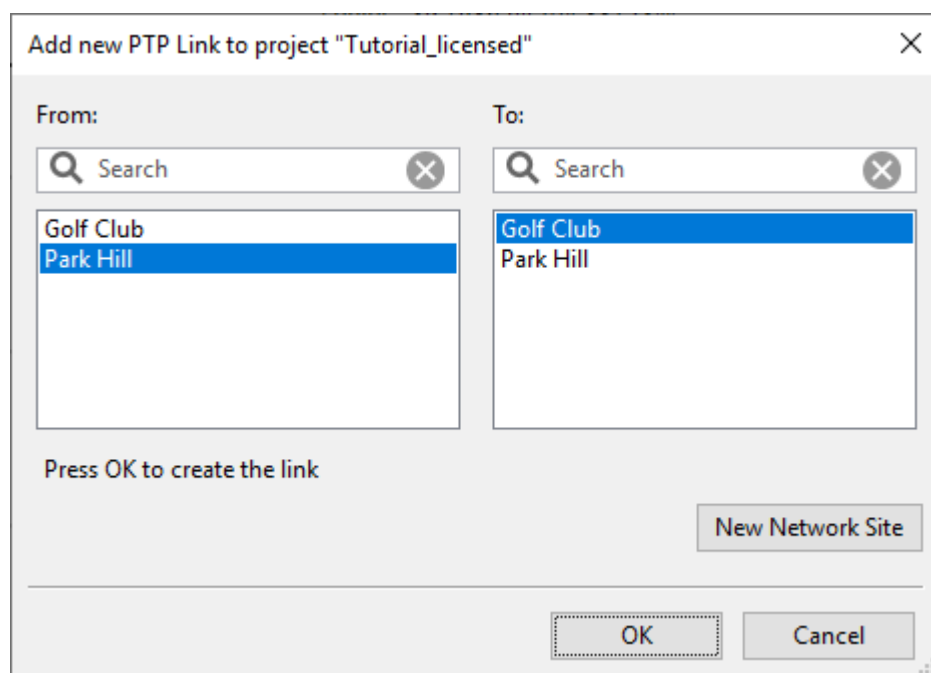 Add new PTP Link to project "Tutorial_licensed"
From:
To:
Search
Search
Golf Club
Park Hill
Golf Club
Park Hill
Press OK to create the link
New Network Site
OK
Cancel